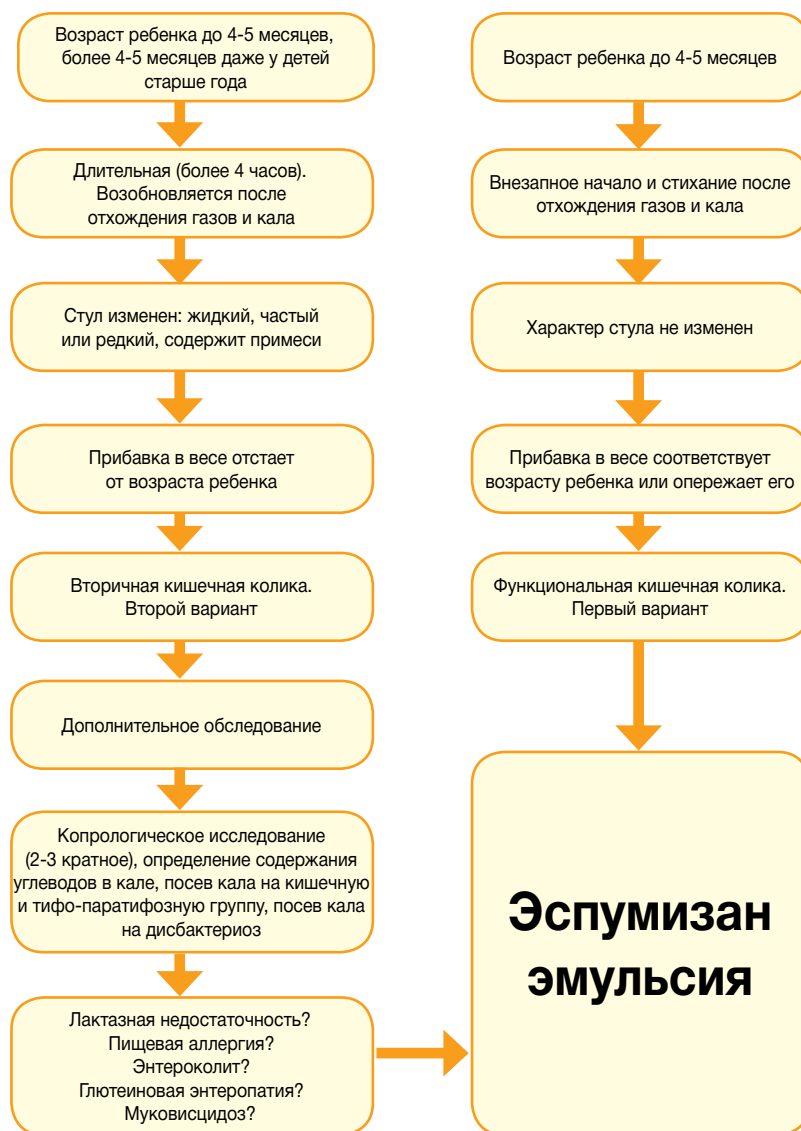 Возраст ребенка до 4-5 месяцев,
более 4-5 месяцев даже у детей
старше года
Длительная (более 4 часов).
Возобновляется после
отхождения газов и кала
Стул изменен: жидкий, частый
или редкий, содержит примеси
Прибавка в весе отстает
от возраста ребенка
Вторичная кишечная колика.
Второй вариант
Дополнительное обследование
Копрологическое исследование
(2-3 кратное), определение содержания
углеводов в кале, посев кала на кишечную
и тифо-паратифозную группу, посев кала
на дисбактериоз
Лактазная недостаточность?
Пищевая аллергия?
Энтероколит?
Глютеиновая энтеропатия?
Муковисцидоз?
Возраст ребенка до 4-5 месяцев
Внезапное начало и стихание после
отхождения газов и кала
Характер стула не изменен
Прибавка в весе соответствует
возрасту ребенка или опережает его
Функциональная кишечная колика.
Первый вариант
Эспумизан
эмульсия